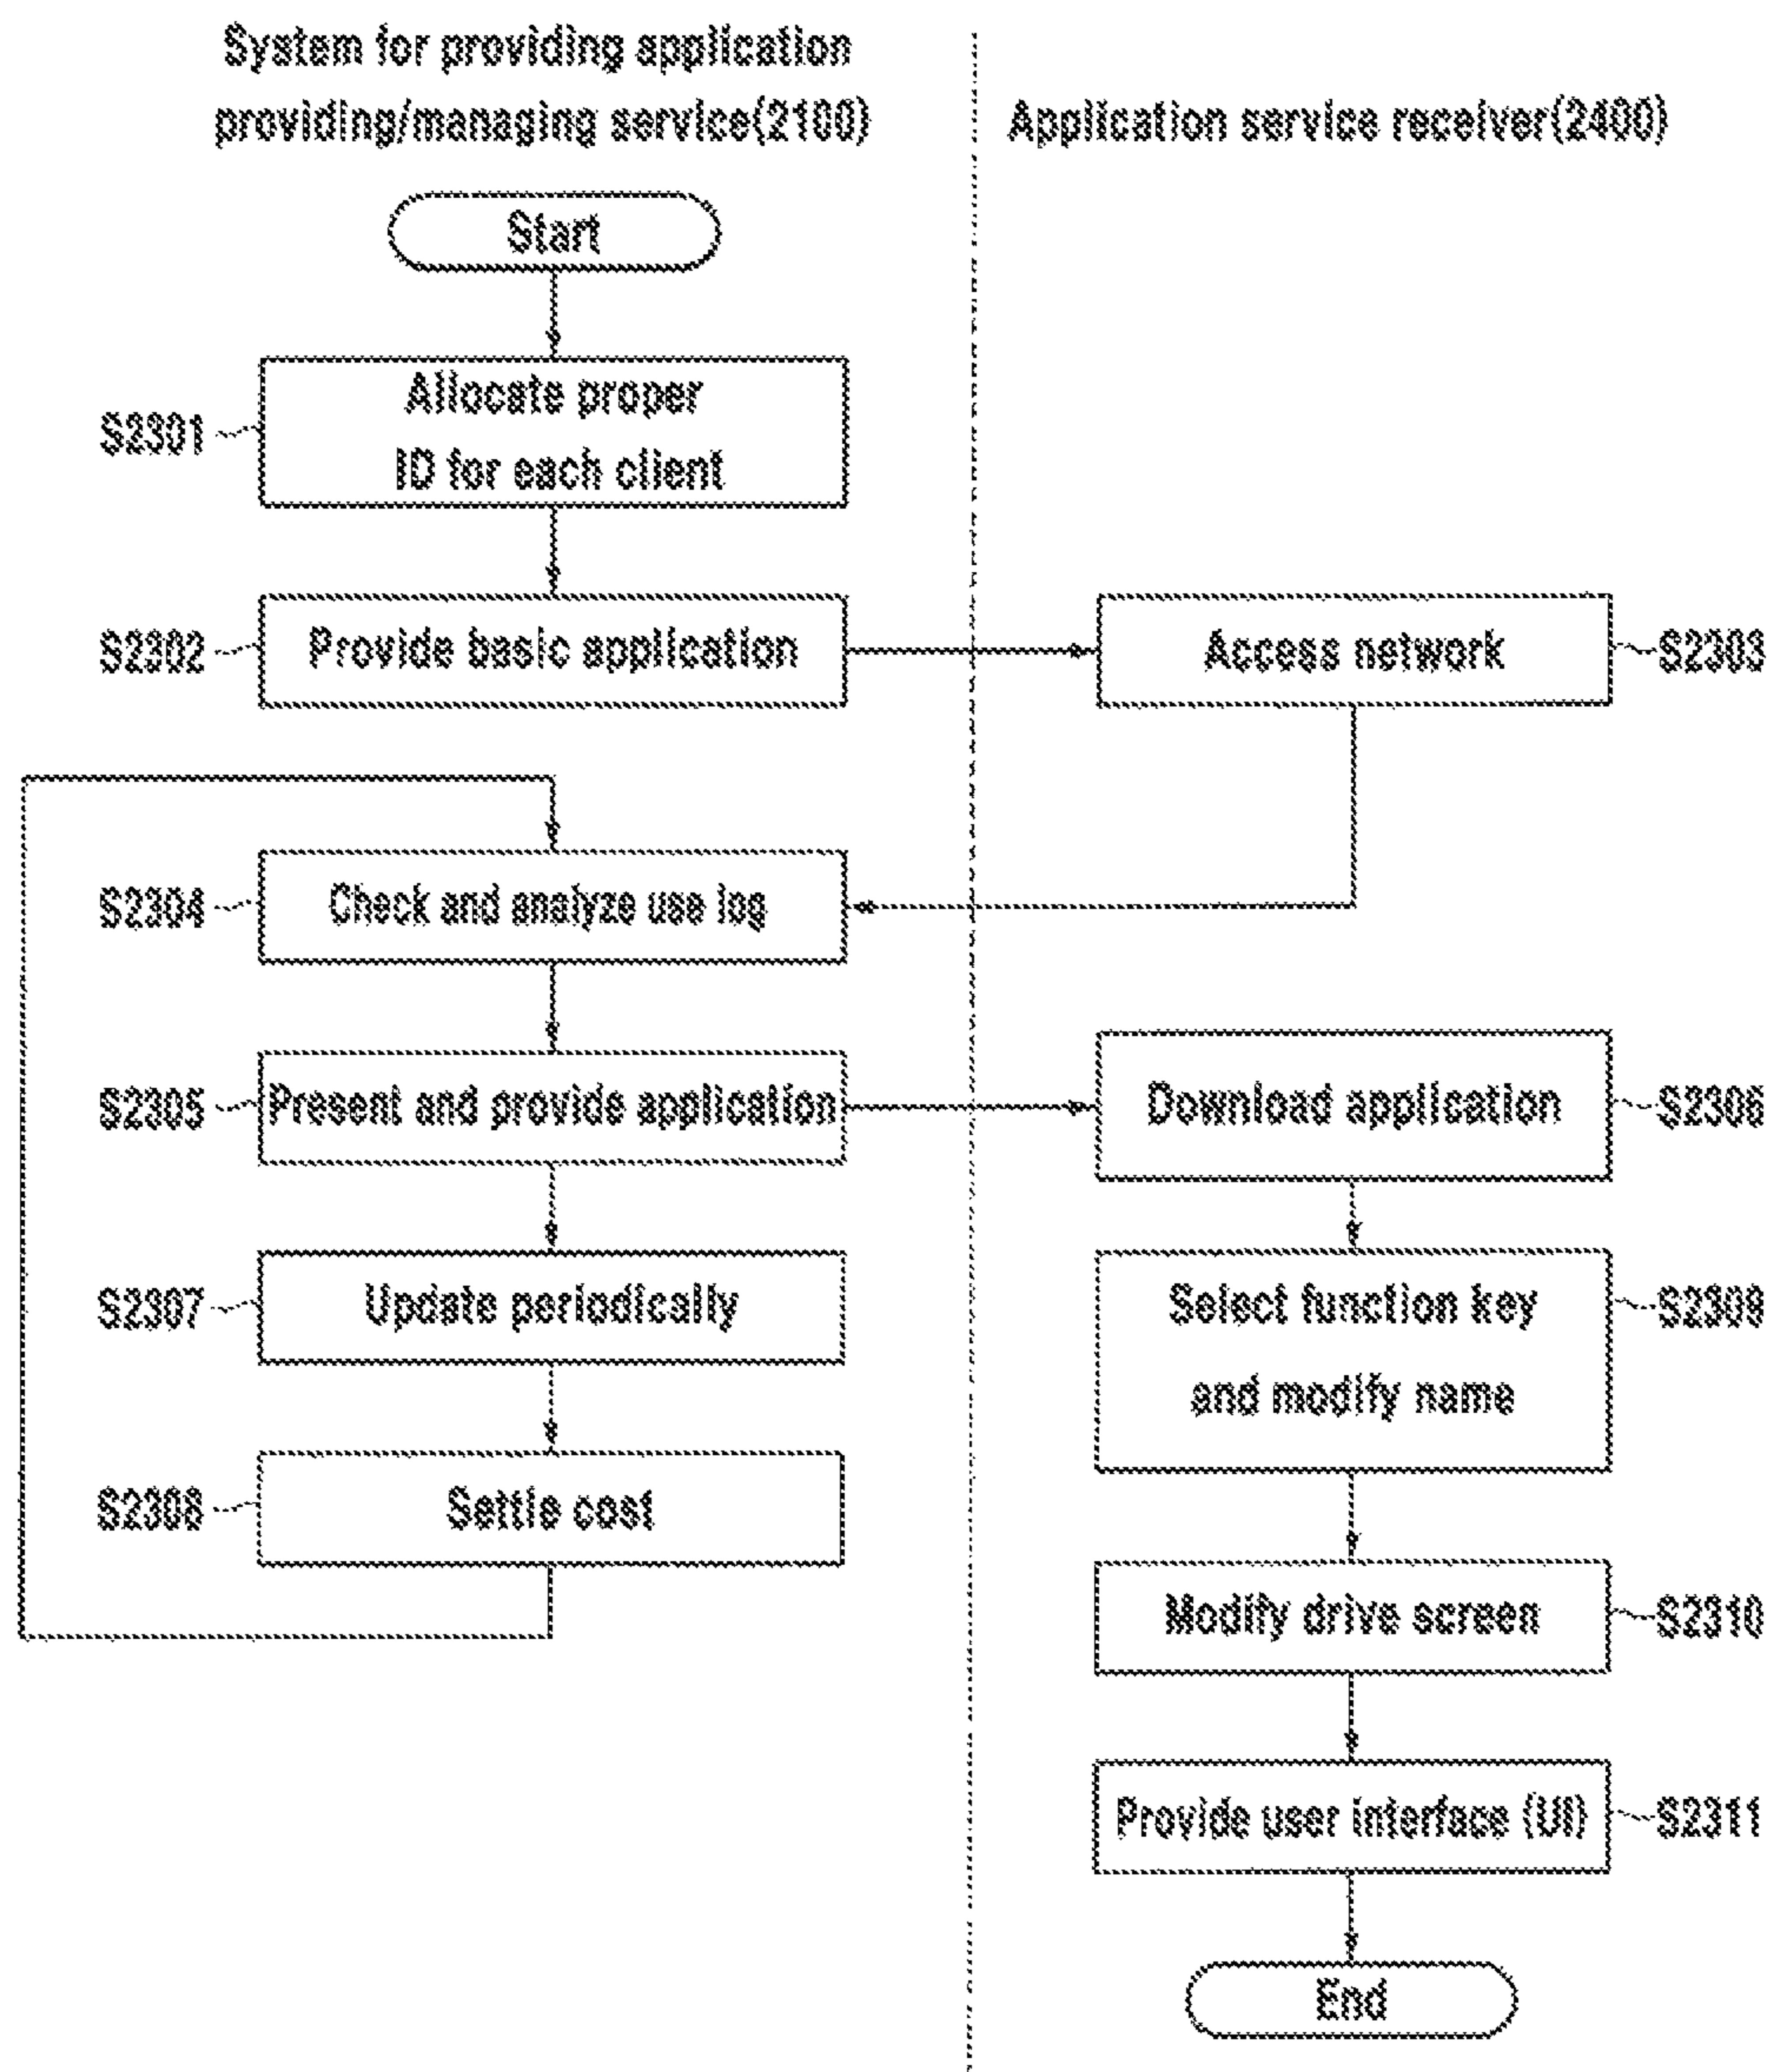 System for providing application
providing/managing service(2100)
Application service receiver(2400)
Start
Allocate proper
ID for each client
S2301
Provide basic application
S2302
Access network
S2303
Check and analyze use log
S2304
Present and provide application
S2305
Download application
S2306
Update periodically
S2307
Select function key
and modify name
S2309
Settle cost
S2308
Modify drive screen
S2310
Provide user interface (UI)
S2311
End